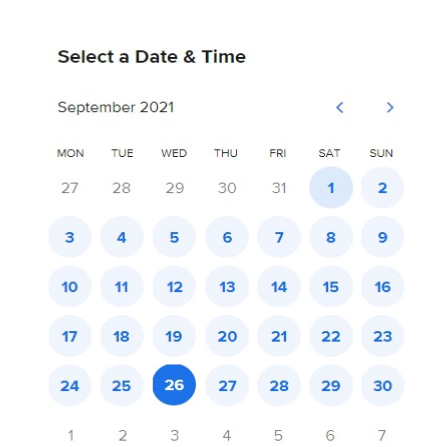 Select a Date & Time
September 2021
MON TUE WED THU FRI SAT SUN
27 28 29 30 31 1 2
3 4 5 6 7 8 9
10 11 12 13 14 15 16
17 18 19 20 21 22 23
24 25 26 27 28 29 30
1 2 3 4 5 6 7